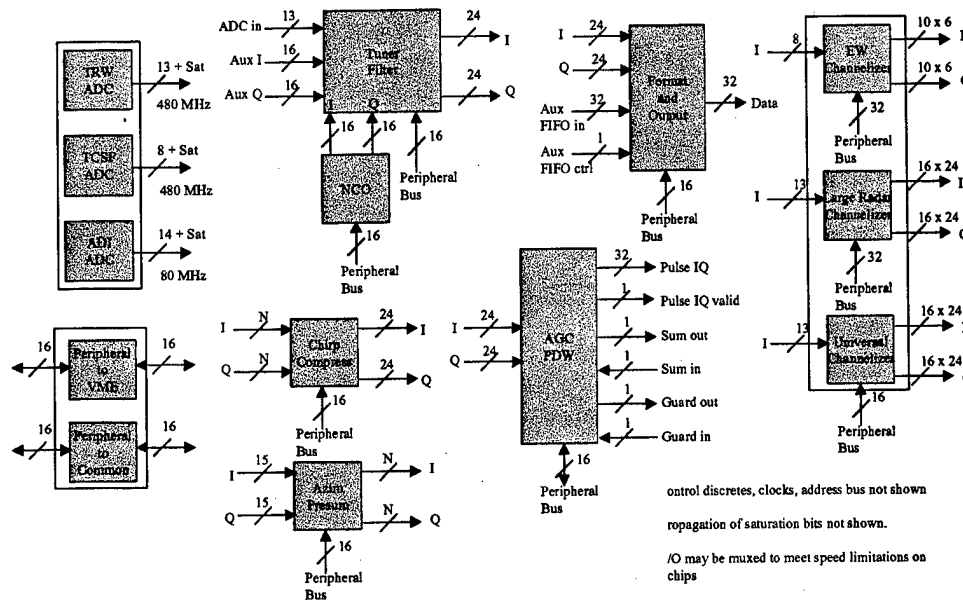 TRW
ADC
13 + Sat
480 MHz
TCSF
ADC
8 + Sat
480 MHz
ADI
ADC
14 + Sat
80 MHz
ADC in
13
Aux I
16
Aux Q
16
Tuner
Filter
24
I
24
Q
I
Q
16
16
16
Peripheral
Bus
NCO
16
Peripheral
Bus
I
24
Q
24
Aux
FIFO in
32
Aux
FIFO ctrl
1
Format
and
Output
32
Data
16
Peripheral
Bus
I
8
EW
Channelizes
10 x 6
I
10 x 6
32
Peripheral
Bus
I
13
Large Radar
Channelizes
16 x 24
I
16 x 24
32
Peripheral
Bus
I
13
Universal
Channelizes
16 x 24
16 x 24
16
Peripheral
Bus
16
Peripheral
to
VME
16
16
Peripheral
to
Common
16
I
N
Q
N
Chirp
Compress
24
I
24
Q
16
Peripheral
Bus
I
15
Q
15
Azim
Presum
N
I
N
Q
16
Peripheral
Bus
I
24
Q
24
AGC
PDW
32
Pulse IQ
1
Pulse IQ valid
1
Sum out
1
Sum in
1
Guard out
1
Guard in
16
Peripheral
Bus
ontrol discretes, clocks, address bus not shown
ropagation of saturation bits not shown.
/O may be muxed to meet speed limitations on
chips